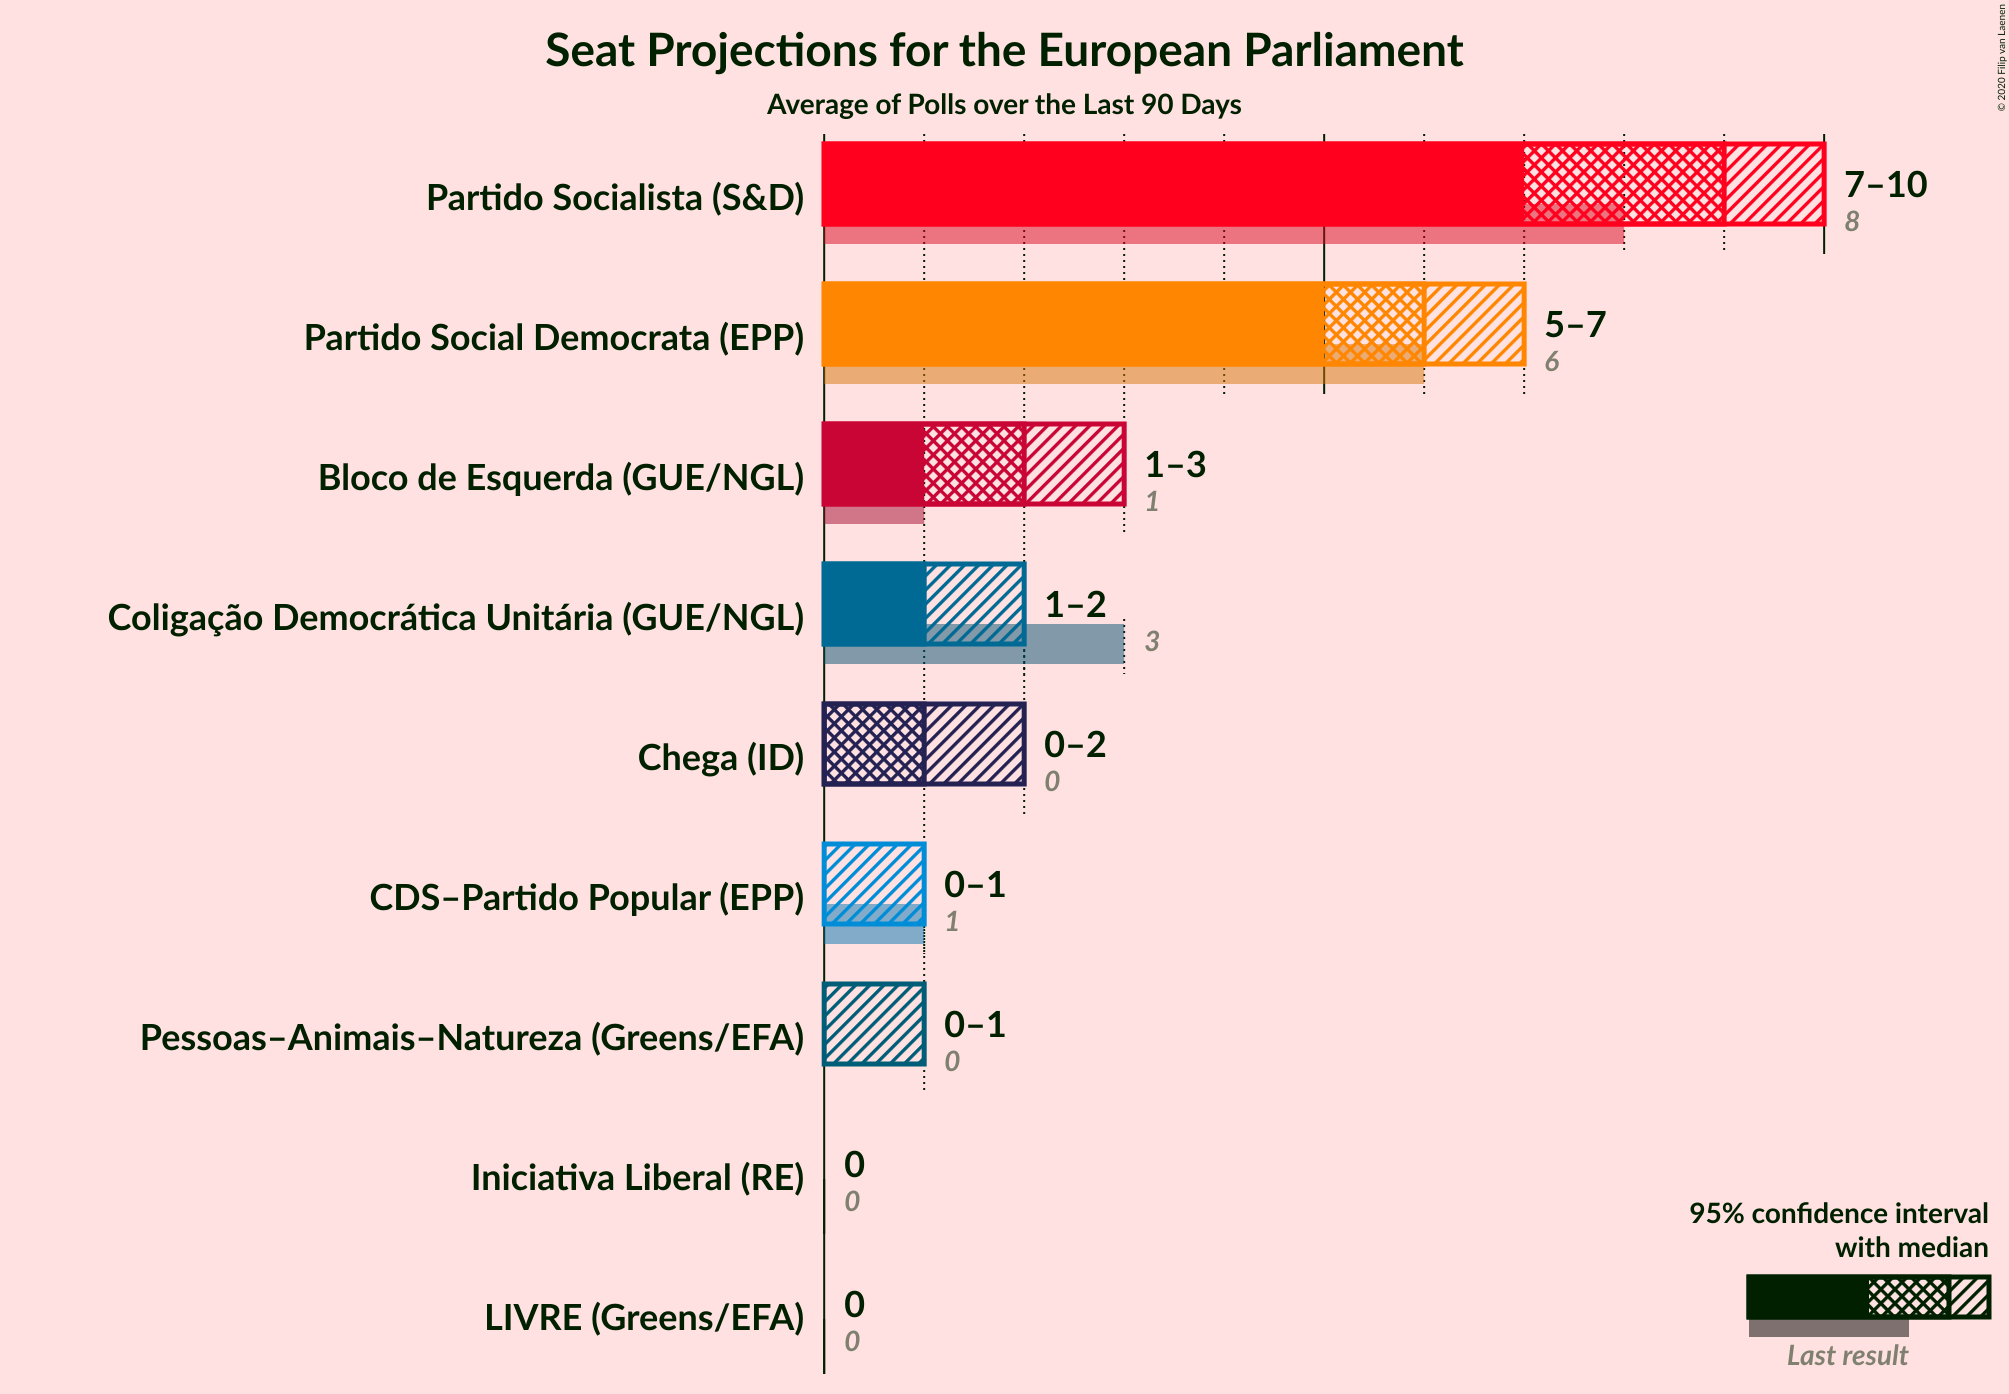 Seat Projections for the European Parliament
Average of Polls over the Last 90 Days
© 2020 Filip van Laenen
Partido Socialista (S&D)
7–10
8
Partido Social Democrata (EPP)
5–7
6
Bloco de Esquerda (GUE/NGL)
1–3
1
Coligação Democrática Unitária (GUE/NGL)
1–2
3
Chega (ID)
0–2
0
CDS–Partido Popular (EPP)
0–1
1
Pessoas–Animais–Natureza (Greens/EFA)
0–1
0
Iniciativa Liberal (RE)
0
0
LIVRE (Greens/EFA)
0
0
95% confidence interval
with median
Last result